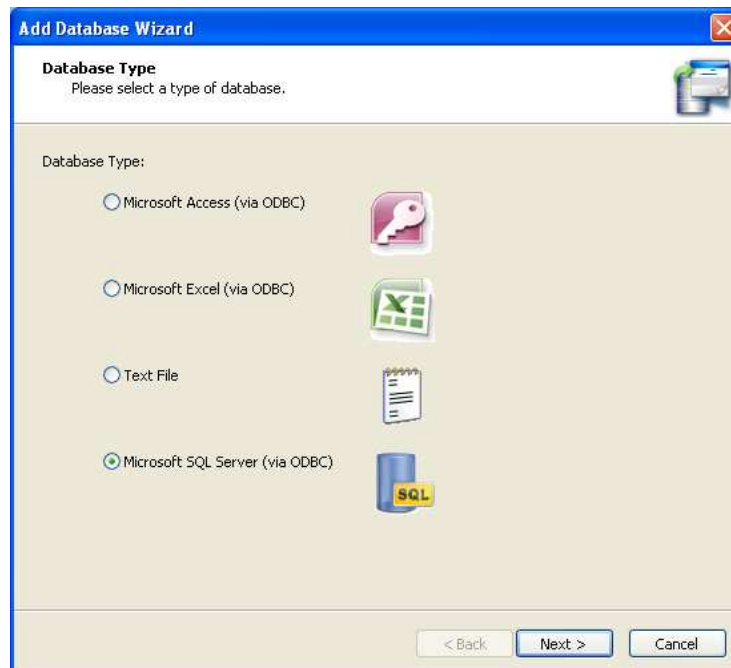 Add Database Wizard
Database Type
Please select a type of database.
Database Type:
Microsoft Access (via ODBC)
Microsoft Excel (via ODBC)
Text File
Microsoft SQL Server (via ODBC)
SQL
< Back Next > Cancel